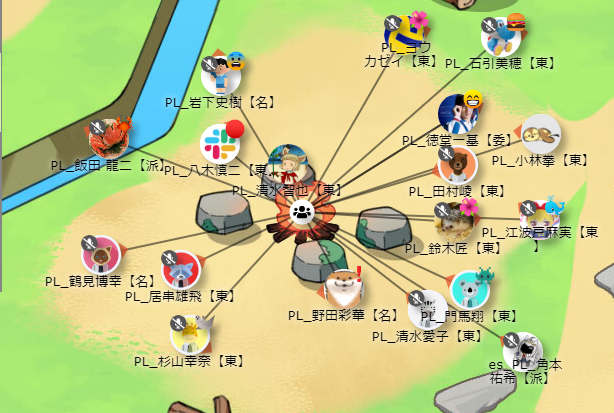 PL_コウ
カゼイ【東】
PL_石引美穂【東】
PL_岩下史樹【名】
PL_徳堂一基【委】
PL_小林拳【東】
PL_飯田 龍二【派】
PL_八木慎二【東
PL_清水智也【東】
PL_田村崚【東】
PL_鈴木匠【東】
PL_江波戸麻実【東
】
PL_鶴見博幸【名】
PL_居串雄飛【東】
PL_野田彩華【名】
PL_門馬翔【東】
PL_清水愛子【東】
PL_杉山幸奈【東】
es_PL_角本
祐希【派】